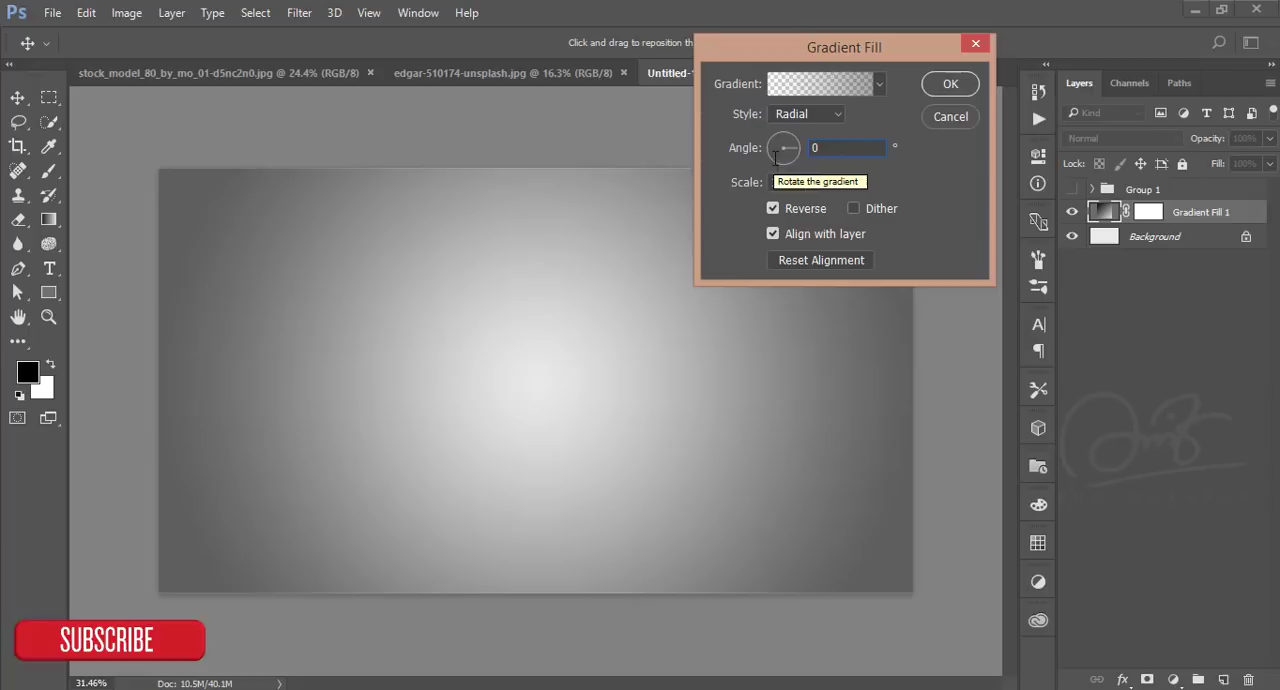 Ps File Edit Image Layer Type Select Filter 3D View Window Help
Click and drag to reposition the
stock_model_80_by_mo_01-d5nc2n0.jpg @ 24.4% (RGB/8) × edgar-510174-unsplash.jpg @ 16.3% (RGB/8) × Untitled-1
Gradient Fill
Gradient: OK
Style: Radial
Cancel
Angle: 0 °
Scale:
Rotate the gradient
Reverse Dither
Align with layer
Reset Alignment
Layers Channels Paths
Kind
Normal Opacity: 100%
Lock: Fill: 100%
Group 1
Gradient Fill 1
Background
SUBSCRIBE
31.46% Doc: 10.5M/40.1M